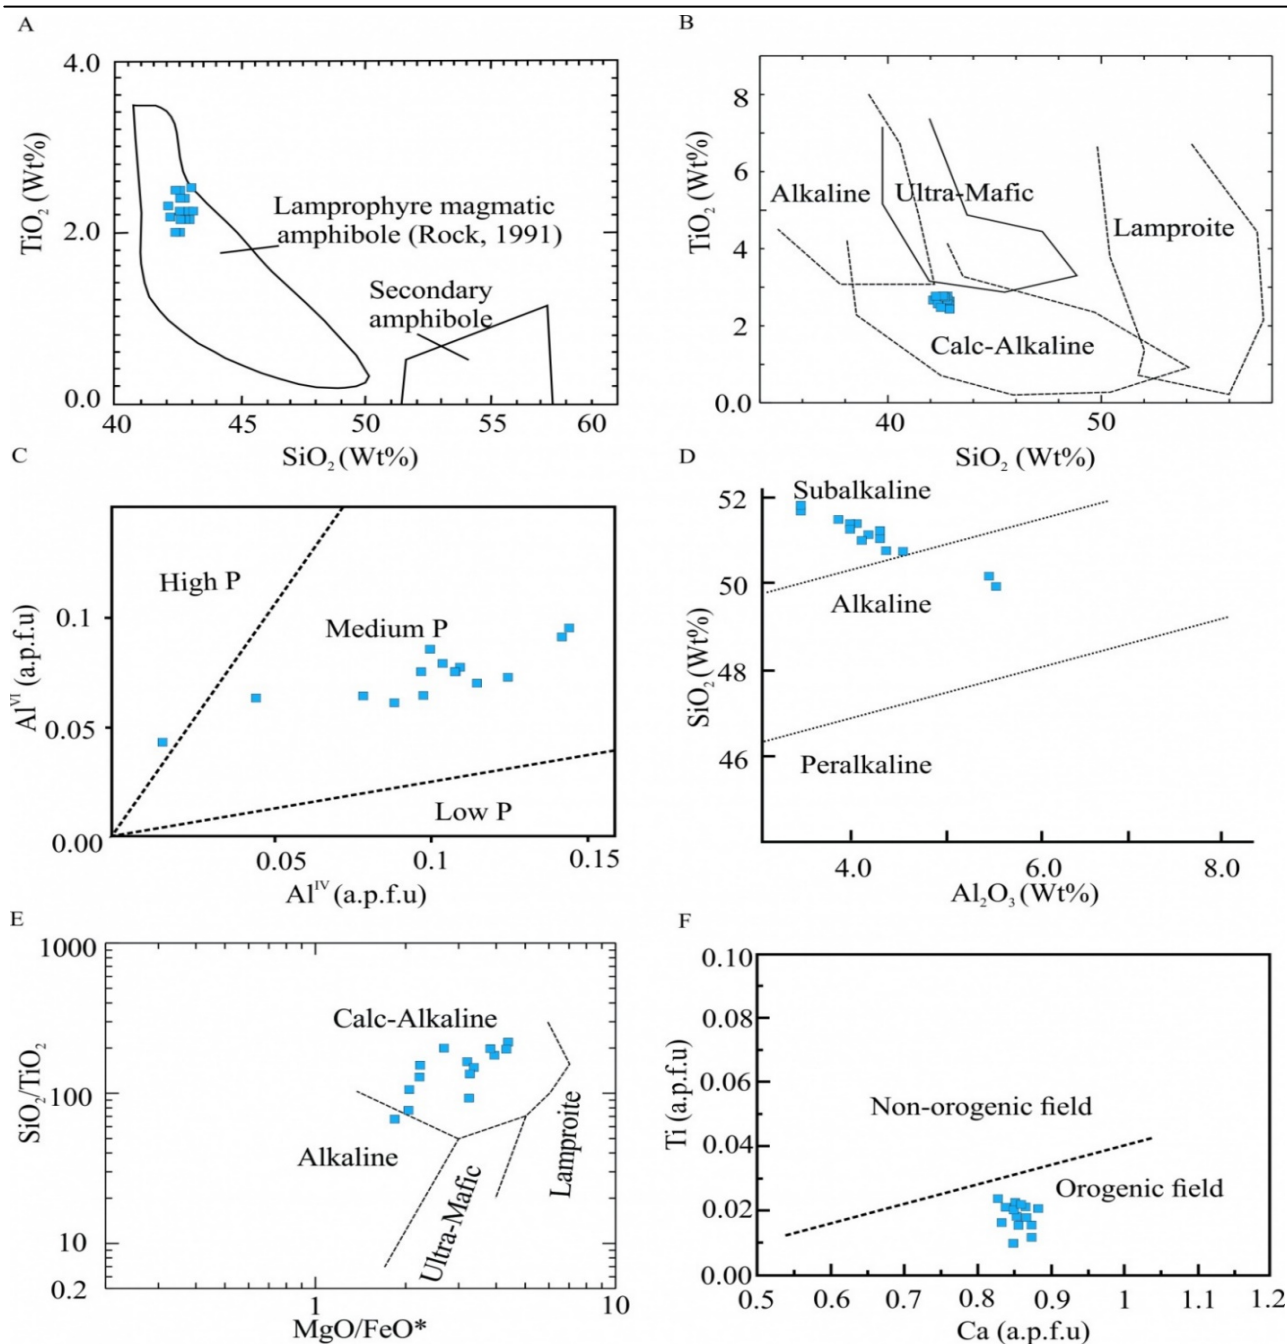 A
4.0
TiO₂ (Wt%)
2.0
0.0
Lamprophyre magmatic
amphibole (Rock, 1991)
Secondary
amphibole
40 45 50 55 60
SiO₂ (Wt%)
B
8
6
4
2
0.0
TiO₂ (Wt%)
Alkaline
Ultra-Mafic
Lamproite
Calc-Alkaline
40 50
SiO₂ (Wt%)
C
High P
Medium P
Low P
Alⱽᴵ (a.p.f.u)
0.1
0.05
0.00
0.05 0.1 0.15
Alᴵⱽ (a.p.f.u)
D
52
50
48
46
SiO₂ (Wt%)
Subalkaline
Alkaline
Peralkaline
4.0 6.0 8.0
Al₂O₃ (Wt%)
E
1000
100
10
0.2
SiO₂/TiO₂
Calc-Alkaline
Alkaline
Ultra-Mafic
Lamproite
1 10
MgO/FeO*
F
0.10
0.08
0.06
0.04
0.02
0.00
Ti (a.p.f.u)
Non-orogenic field
Orogenic field
0.5 0.6 0.7 0.8 0.9 1 1.1 1.2
Ca (a.p.f.u)